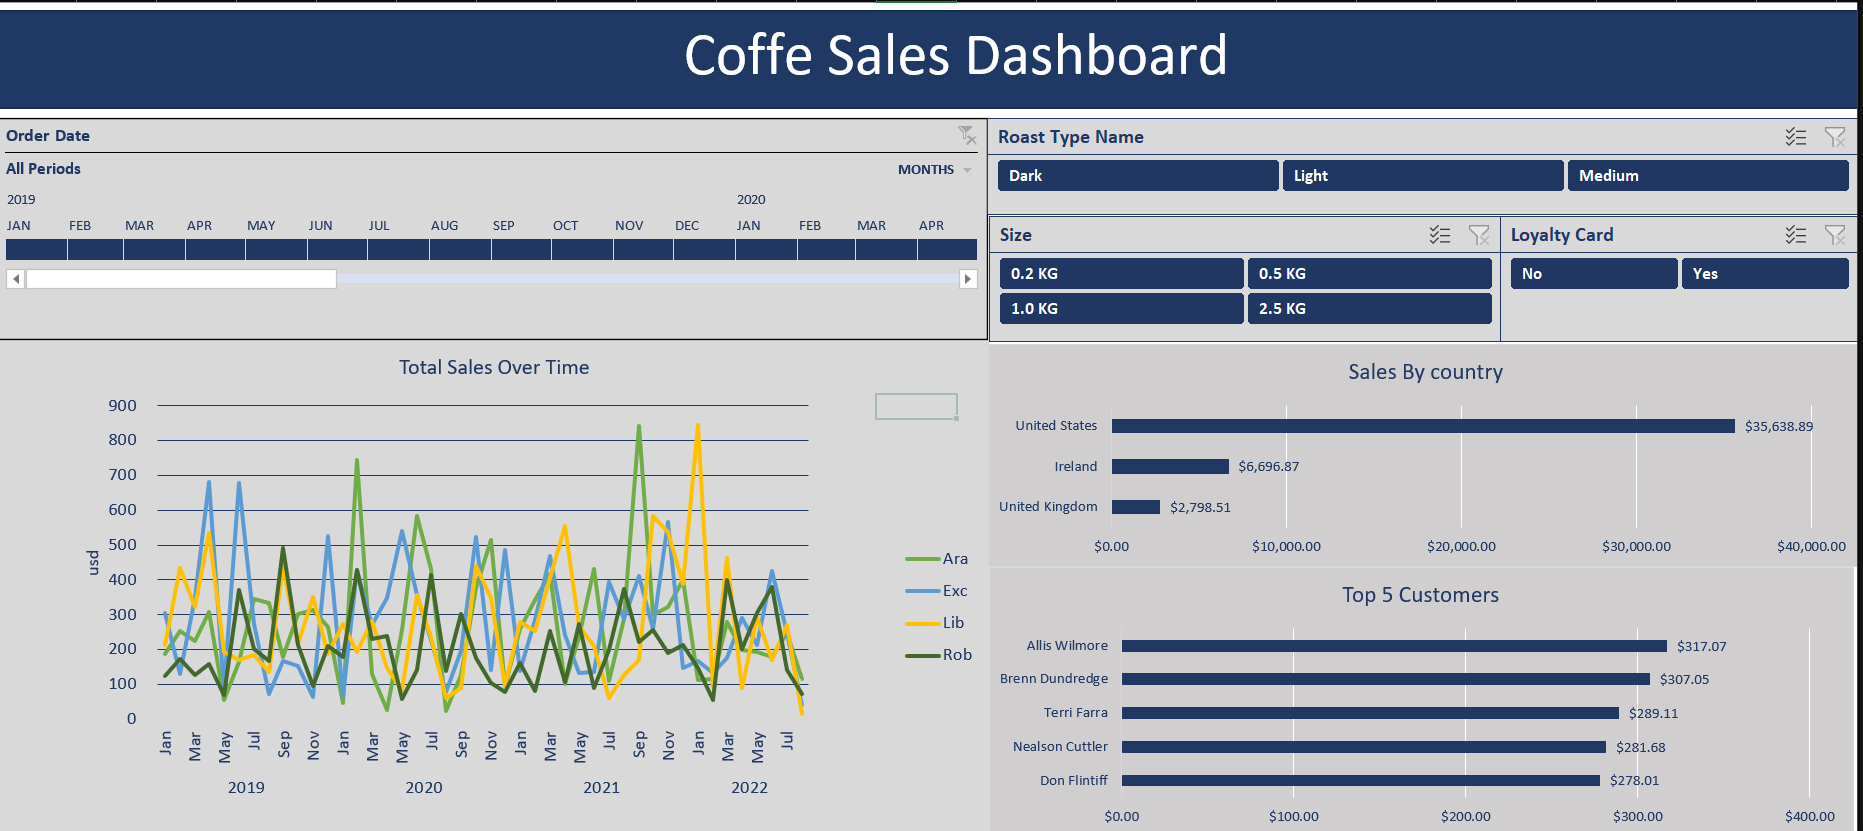 Coffe Sales Dashboard
Order Date
All Periods
MONTHS
2019 2020
JAN FEB MAR APR MAY JUN JUL AUG SEP OCT NOV DEC JAN FEB MAR APR
Roast Type Name
Dark Light Medium
Size
0.2 KG 0.5 KG
1.0 KG 2.5 KG
Loyalty Card
No Yes
Total Sales Over Time
900
800
700
600
500
400
300
200
100
0
usd
Jan Mar May Jul Sep Nov Jan Mar May Jul Sep Nov Jan Mar May Jul Sep Nov Jan Mar May Jul
2019 2020 2021 2022
Ara
Exc
Lib
Rob
Sales By country
United States $35,638.89
Ireland $6,696.87
United Kingdom $2,798.51
$0.00 $10,000.00 $20,000.00 $30,000.00 $40,000.00
Top 5 Customers
Allis Wilmore $317.07
Brenn Dundredge $307.05
Terri Farra $289.11
Nealson Cuttler $281.68
Don Flintiff $278.01
$0.00 $100.00 $200.00 $300.00 $400.00